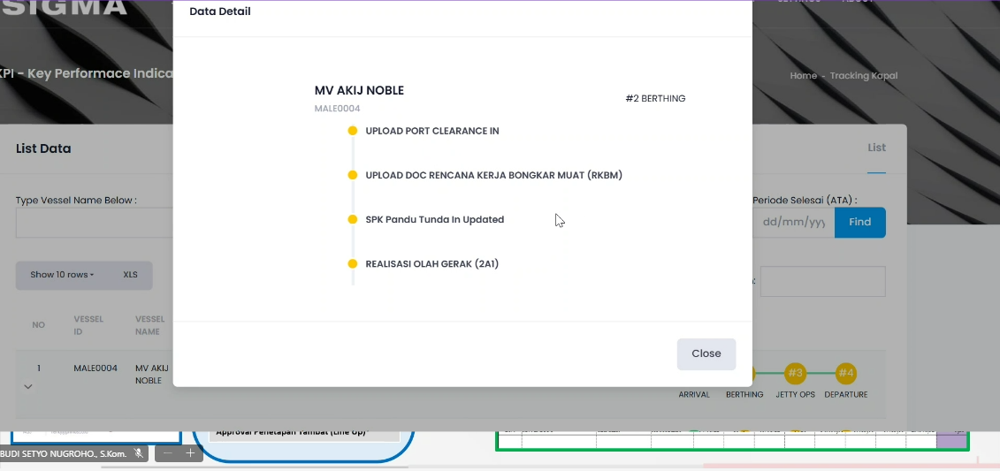 SIGMA
SETTINGS ABOUT
KPI - Key Performace Indica
Home - Tracking Kapal
Data Detail
MV AKIJ NOBLE
MALE0004
#2 BERTHING
UPLOAD PORT CLEARANCE IN
UPLOAD DOC RENCANA KERJA BONGKAR MUAT (RKBM)
SPK Pandu Tunda In Updated
REALISASI OLAH GERAK (2A1)
Close
List Data
List
Type Vessel Name Below :
Periode Selesai (ATA) :
dd/mm/yyy
Find
Show 10 rows
XLS
NO
VESSEL ID
VESSEL NAME
1
MALE0004
MV AKIJ NOBLE
#3
#4
ARRIVAL
BERTHING
JETTY OPS
DEPARTURE
Approval Penetapan Tambat (Line Up)
BUDI SETYO NUGROHO., S.Kom.